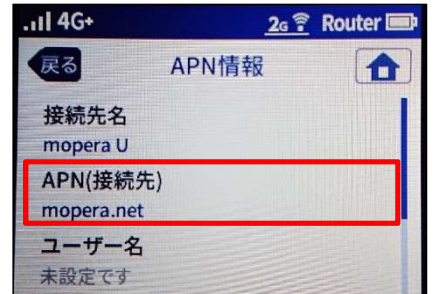 4G+ 2G Router
戻る APN情報
接続先名
mopera U
APN(接続先)
mopera.net
ユーザー名
未設定です